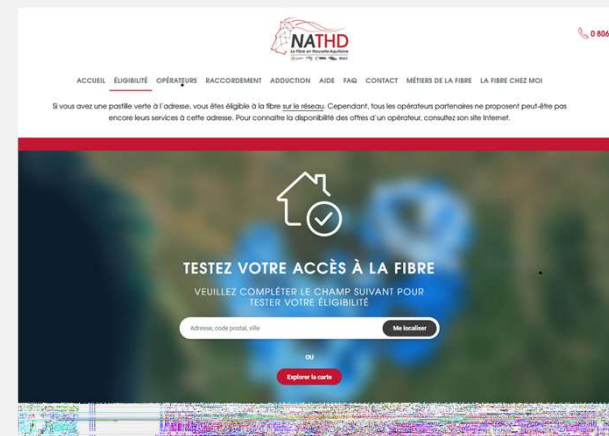 NATHD
La Fibre en Nouvelle-Aquitaine
0 806
ACCUEIL ÉLIGIBILITÉ OPÉRATEURS RACCORDEMENT ADDUCTION AIDE FAQ CONTACT MÉTIERS DE LA FIBRE LA FIBRE CHEZ MOI
Si vous avez une pastille verte à l'adresse, vous êtes éligible à la fibre sur le réseau. Cependant, tous les opérateurs partenaires ne proposent peut-être pas
encore leurs services à cette adresse. Pour connaitre la disponibilité des offres d'un opérateur, consultez son site Internet.
TESTEZ VOTRE ACCÈS À LA FIBRE
VEUILLEZ COMPLÉTER LE CHAMP SUIVANT POUR
TESTER VOTRE ÉLIGIBILITÉ
Adresse, code postal, ville
Me localiser
OU
Explorer la carte